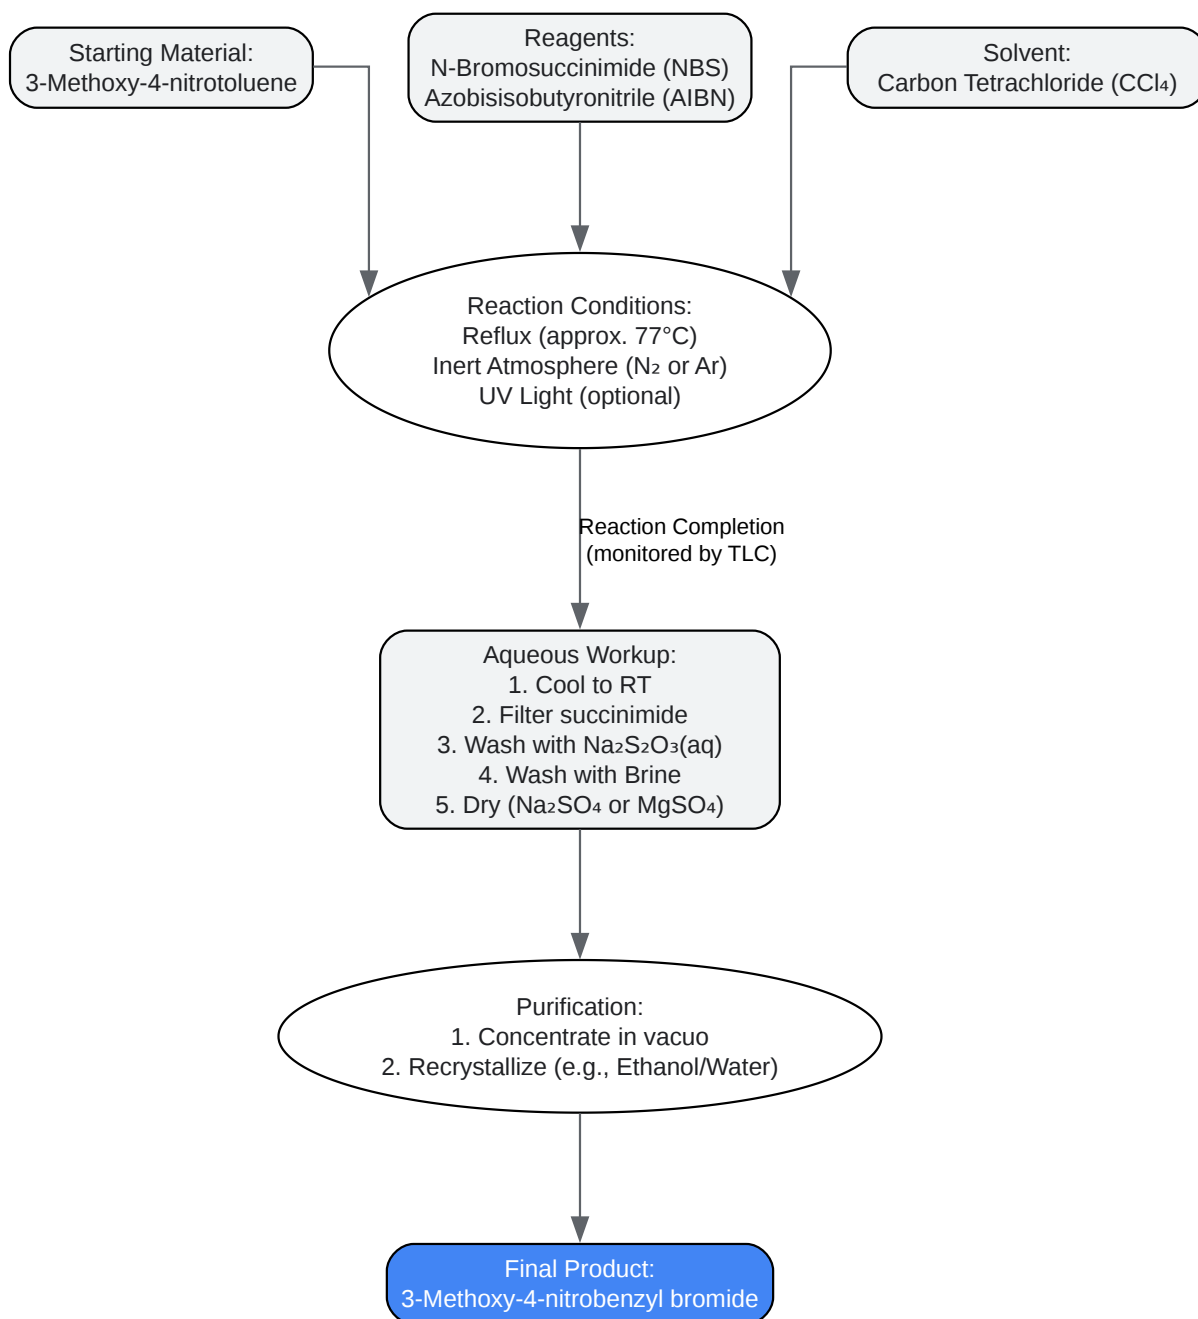 Starting Material:
3-Methoxy-4-nitrotoluene
Reagents:
N-Bromosuccinimide (NBS)
Azobisisobutyronitrile (AIBN)
Solvent:
Carbon Tetrachloride (CCl₄)
Reaction Conditions:
Reflux (approx. 77°C)
Inert Atmosphere (N₂ or Ar)
UV Light (optional)
Reaction Completion
(monitored by TLC)
Aqueous Workup:
1. Cool to RT
2. Filter succinimide
3. Wash with Na₂S₂O₃(aq)
4. Wash with Brine
5. Dry (Na₂SO₄ or MgSO₄)
Purification:
1. Concentrate in vacuo
2. Recrystallize (e.g., Ethanol/Water)
Final Product:
3-Methoxy-4-nitrobenzyl bromide